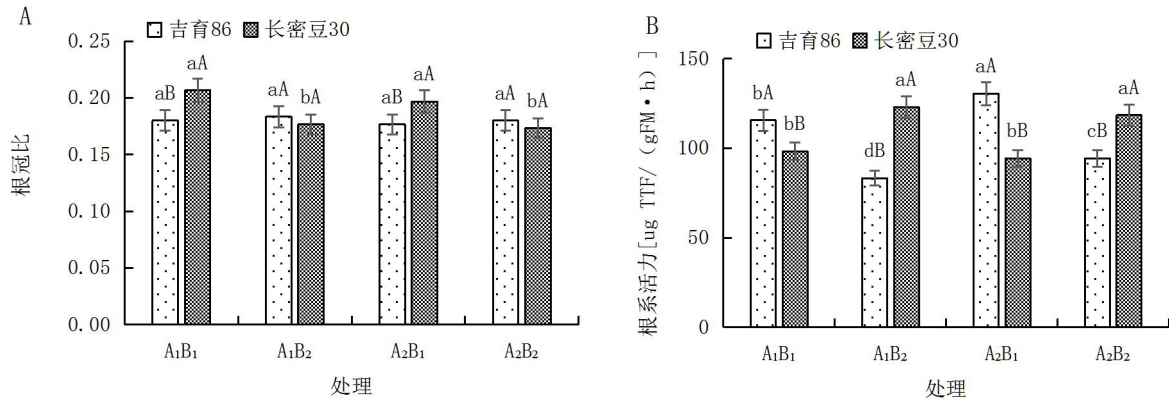 A
吉育86 长密豆30
0.25
0.20
0.15
0.10
0.05
0.00
根冠比
aB aA aA bA aB aA aA bA
A₁B₁ A₁B₂ A₂B₁ A₂B₂
处理
B
吉育86 长密豆30
150
100
50
0
根系活力[ug TTF/（gFM·h）]
bA bB dB aA aA bB cB aA
A₁B₁ A₁B₂ A₂B₁ A₂B₂
处理